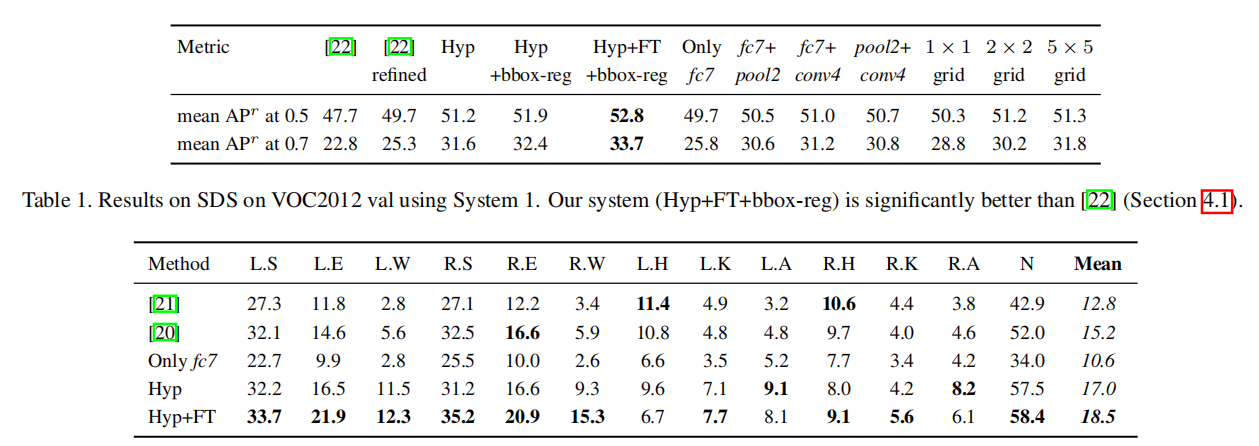 Metric [22] [22] Hyp Hyp Hyp+FT Only fc7+ fc7+ pool2+ 1 × 1 2 × 2 5 × 5
refined +bbox-reg +bbox-reg fc7 pool2 conv4 conv4 grid grid grid
mean APr at 0.5 47.7 49.7 51.2 51.9 52.8 49.7 50.5 51.0 50.7 50.3 51.2 51.3
mean APr at 0.7 22.8 25.3 31.6 32.4 33.7 25.8 30.6 31.2 30.8 28.8 30.2 31.8
Table 1. Results on SDS on VOC2012 val using System 1. Our system (Hyp+FT+bbox-reg) is significantly better than [22] (Section 4.1).
Method L.S L.E L.W R.S R.E R.W L.H L.K L.A R.H R.K R.A N Mean
[21] 27.3 11.8 2.8 27.1 12.2 3.4 11.4 4.9 3.2 10.6 4.4 3.8 42.9 12.8
[20] 32.1 14.6 5.6 32.5 16.6 5.9 10.8 4.8 4.8 9.7 4.0 4.6 52.0 15.2
Only fc7 22.7 9.9 2.8 25.5 10.0 2.6 6.6 3.5 5.2 7.7 3.4 4.2 34.0 10.6
Hyp 32.2 16.5 11.5 31.2 16.6 9.3 9.6 7.1 9.1 8.0 4.2 8.2 57.5 17.0
Hyp+FT 33.7 21.9 12.3 35.2 20.9 15.3 6.7 7.7 8.1 9.1 5.6 6.1 58.4 18.5